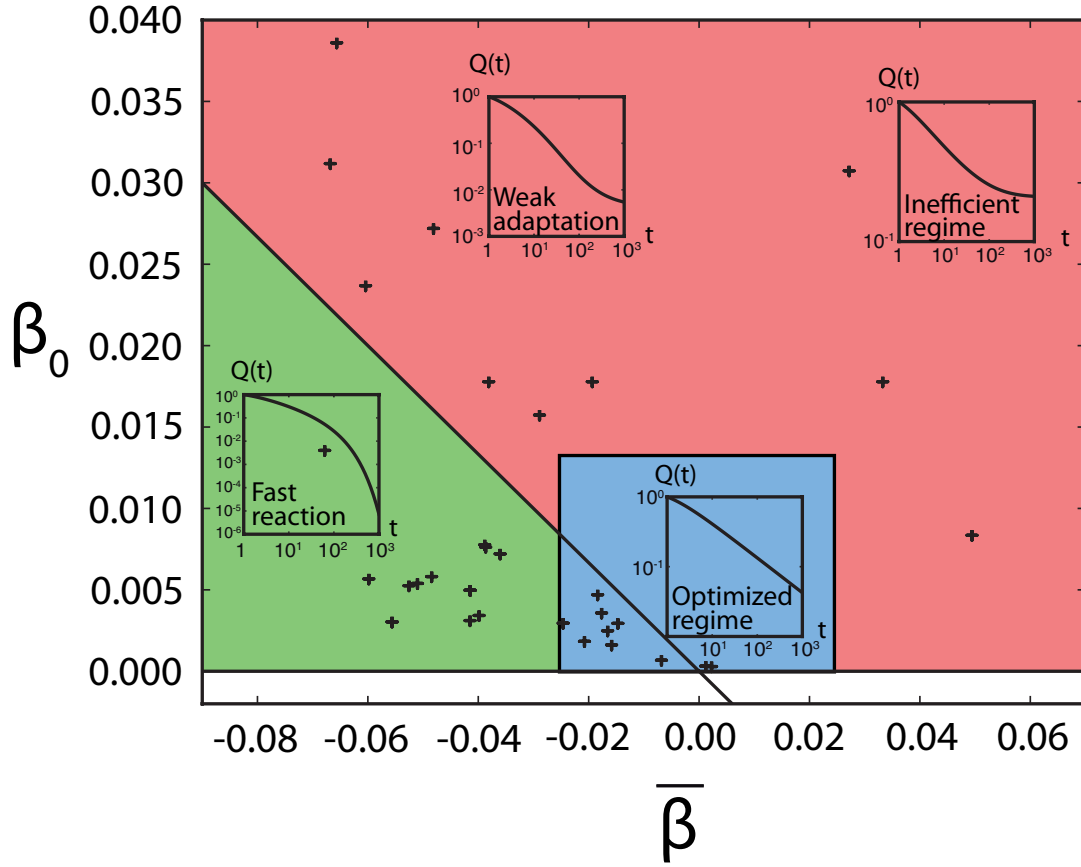 0.040
0.035
0.030
0.025
0.020
0.015
0.010
0.005
0.000
β0
-0.08
-0.06
-0.04
-0.02
0.00
0.02
0.04
0.06
β
Q(t)
10^0
10^-1
10^-2
10^-3
Weak
adaptation
1
10^1
10^2
10^3
t
Q(t)
10^0
10^-1
Inefficient
regime
1
10^1
10^2
10^3
t
Q(t)
10^0
10^-1
10^-2
10^-3
10^-4
10^-5
10^-6
Fast
reaction
1
10^1
10^2
10^3
t
Q(t)
10^0
10^-1
Optimized
regime
10^1
10^2
10^3
t